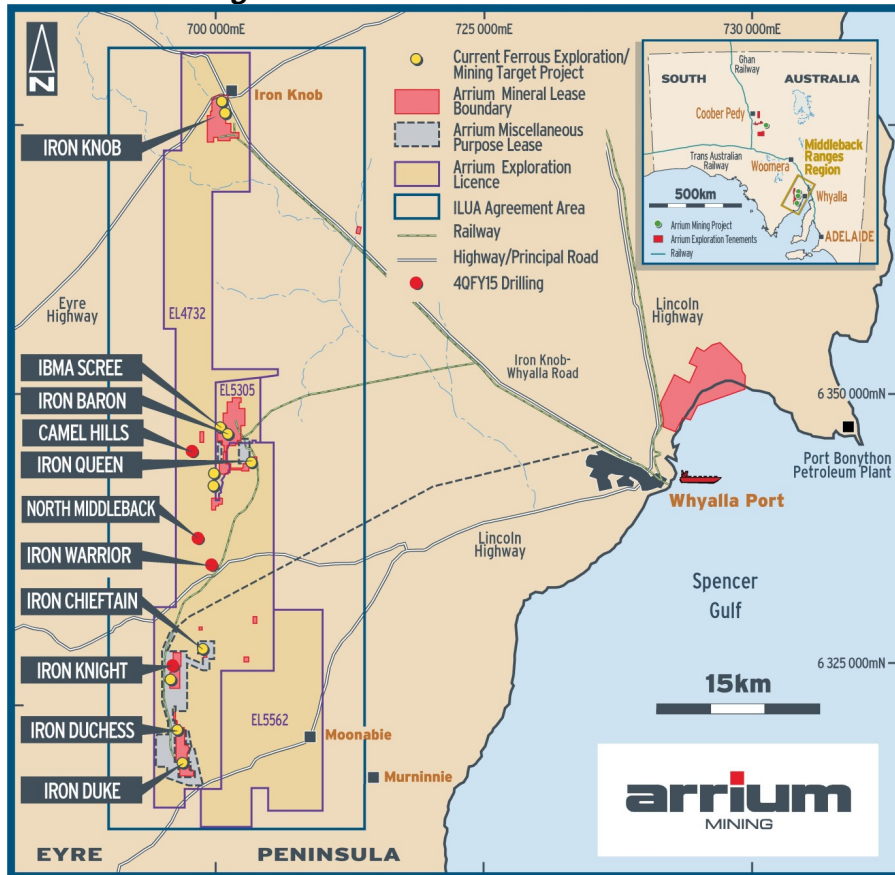 700 000mE
725 000mE
730 000mE
N
Iron Knob
IRON KNOB
Current Ferrous Exploration/
Mining Target Project
Arrium Mineral Lease
Boundary
Arrium Miscellaneous
Purpose Lease
Arrium Exploration
Licence
ILUA Agreement Area
Railway
Highway/Principal Road
4QFY15 Drilling
Ghan
Railway
SOUTH
AUSTRALIA
Coober Pedy
Trans Australian
Railway
Woomera
Middleback
Ranges
Region
500km
Whyalla
Arrium Mining Project
Arrium Exploration Tenements
Railway
ADELAIDE
Eyre
Highway
EL4732
Lincoln
Highway
IBMA SCREE
EL5305
Iron Knob-
Whyalla Road
IRON BARON
6 350 000mN
CAMEL HILLS
IRON QUEEN
Port Bonython
Petroleum Plant
Whyalla Port
NORTH MIDDLEBACK
Lincoln
Highway
IRON WARRIOR
Spencer
Gulf
IRON CHIEFTAIN
IRON KNIGHT
6 325 000mN
15km
EL5562
IRON DUCHESS
Moonabie
IRON DUKE
Murninnie
arrium
MINING
EYRE
PENINSULA